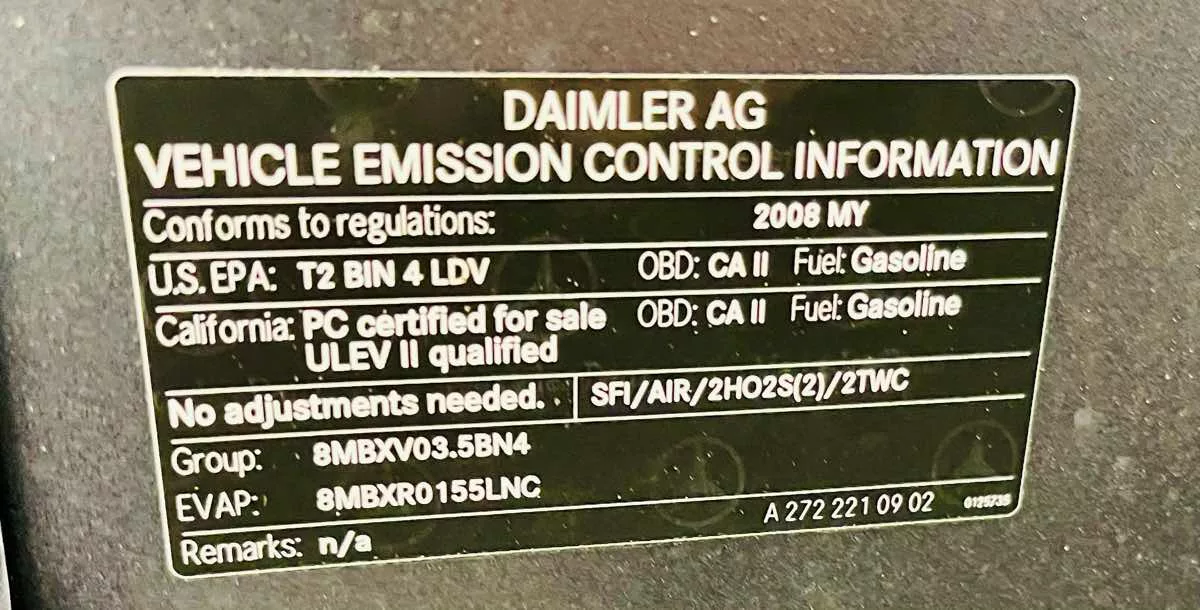 DAIMLER AG
VEHICLE EMISSION CONTROL INFORMATION
Conforms to regulations: 2008 MY
U.S. EPA: T2 BIN 4 LDV OBD: CA II Fuel: Gasoline
California: PC certified for sale OBD: CA II Fuel: Gasoline
ULEV II qualified
No adjustments needed. SFI/AIR/2HO2S(2)/2TWC
Group: 8MBXV03.5BN4
EVAP: 8MBXR0155LNC
Remarks: n/a A 272 221 09 02